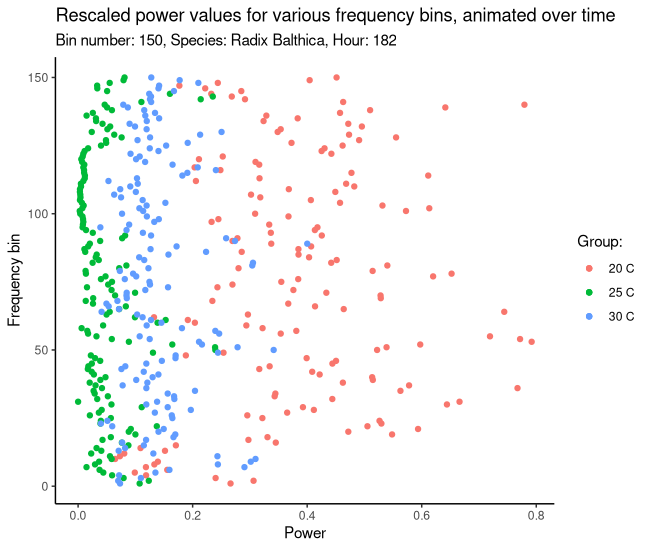 Rescaled power values for various frequency bins, animated over time
Bin number: 150, Species: Radix Balthica, Hour: 182
150
100
50
0
Frequency bin
0.0 0.2 0.4 0.6 0.8
Power
Group:
20 C
25 C
30 C